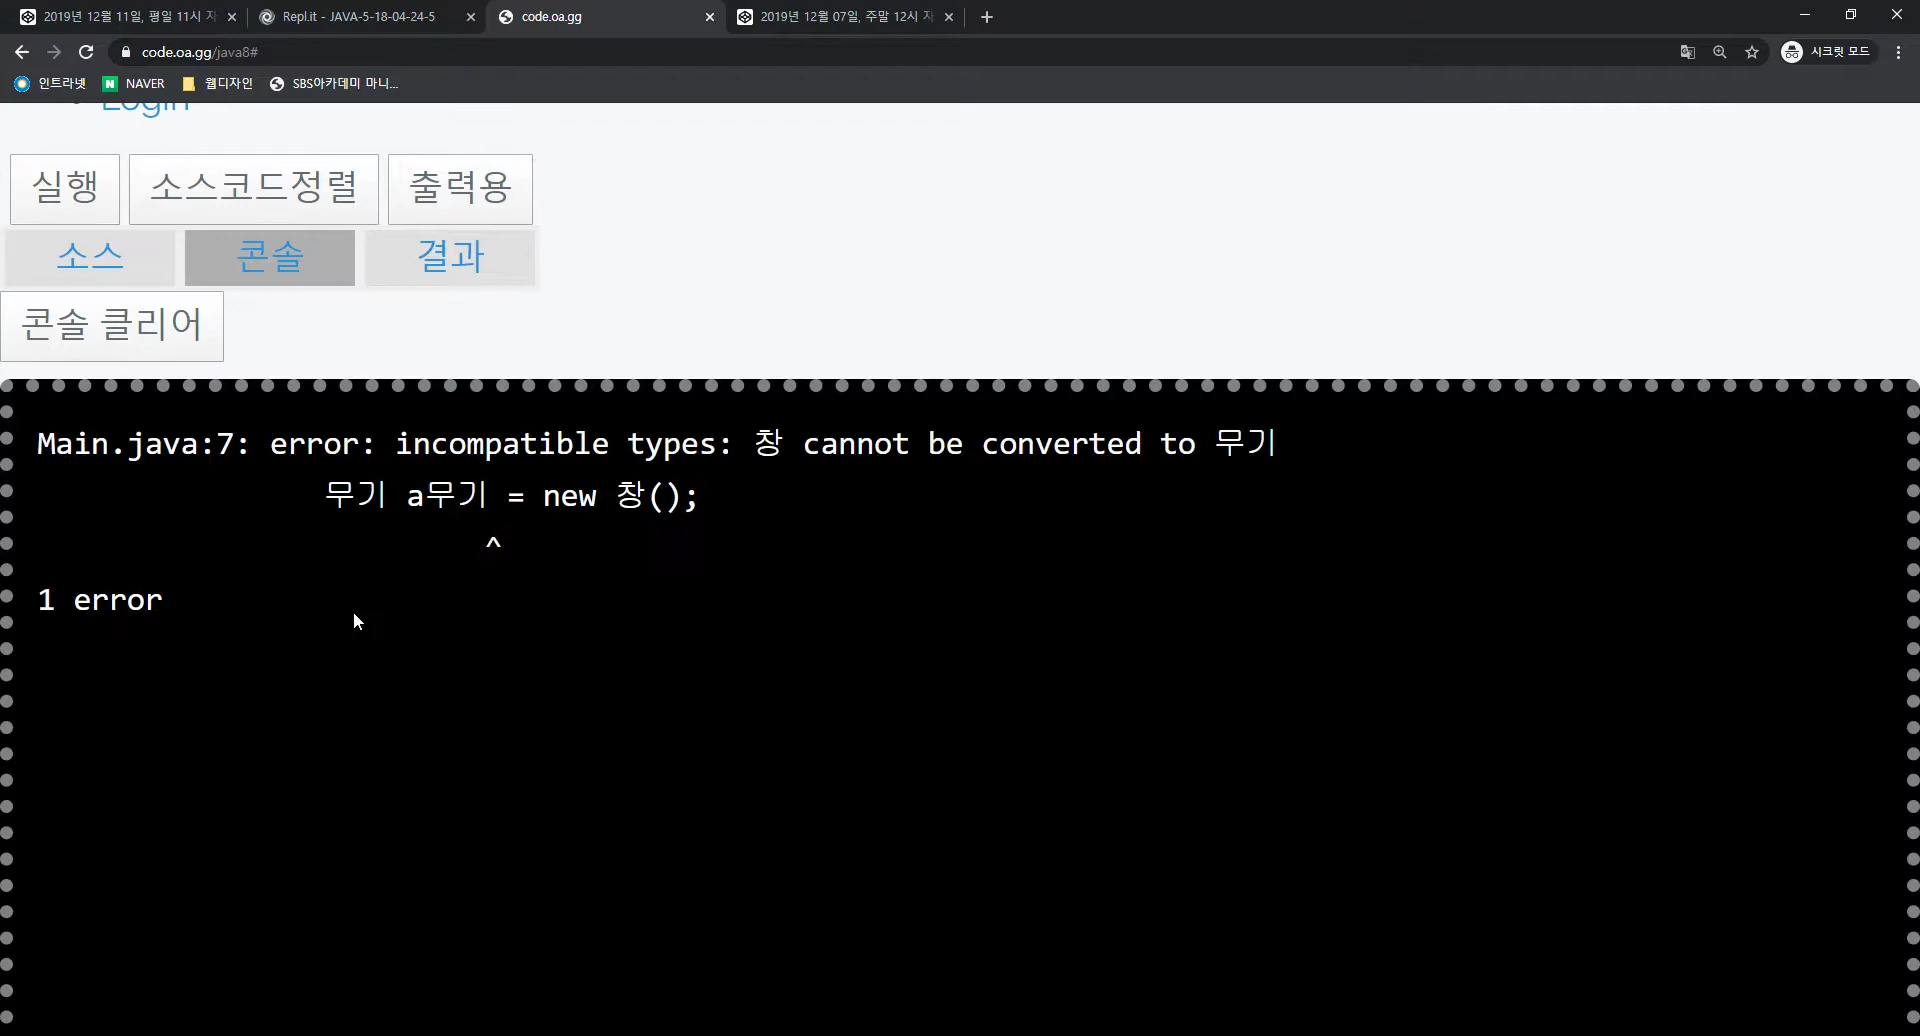 2019년 12월 11일, 평일 11시 지
Repl.it - JAVA-5-18-04-24-5
code.oa.gg
2019년 12월 07일, 주말 12시 지
code.oa.gg/java8#
시크릿 모드
인트라넷
NAVER
웹디자인
SBS아카데미 마니...
Login
실행
소스코드정렬
출력용
소스
콘솔
결과
콘솔 클리어
Main.java:7: error: incompatible types: 창 cannot be converted to 무기
무기 a무기 = new 창();
^
1 error